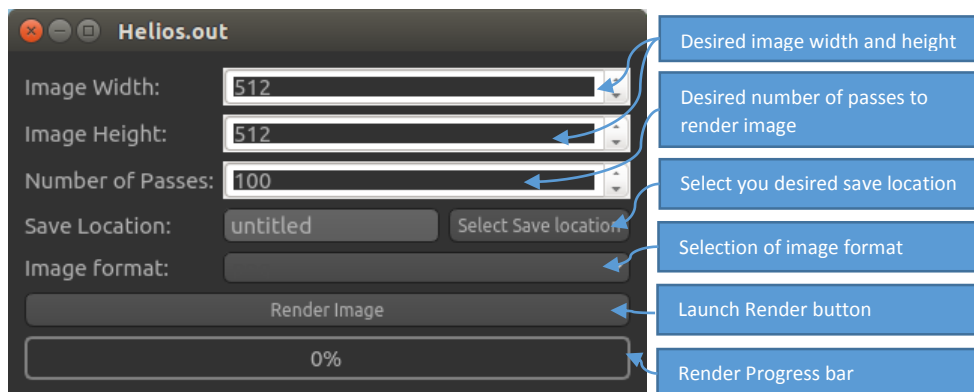 Helios.out
Image Width:
512
Image Height:
512
Number of Passes:
100
Save Location:
untitled
Select Save location
Image format:
Render Image
0%
Desired image width and height
Desired number of passes to
render image
Select you desired save location
Selection of image format
Launch Render button
Render Progress bar